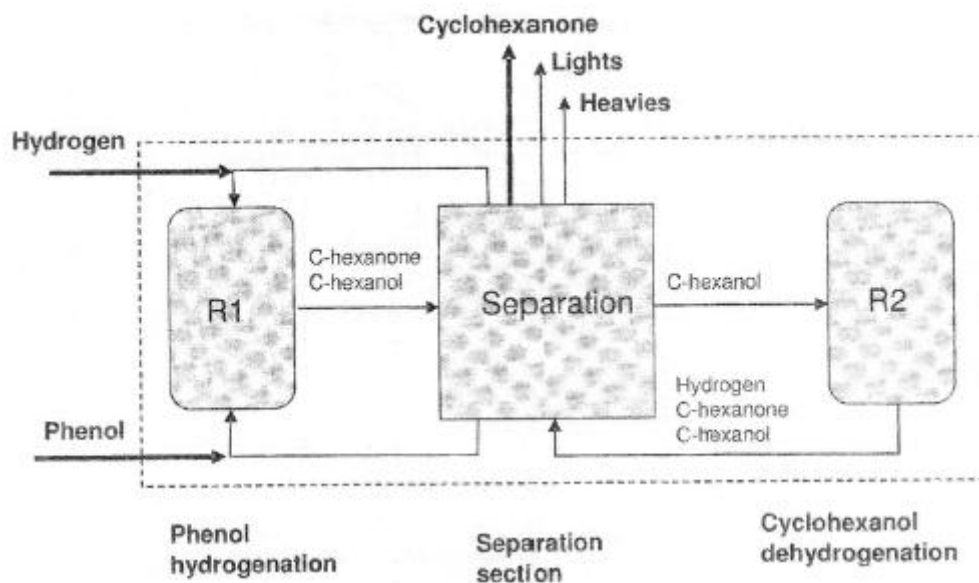 Cyclohexanone
Lights
Heavies
Hydrogen
C-hexanone
C-hexanol
R1
Separation
C-hexanol
R2
Hydrogen
C-hexanone
C-hexanol
Phenol
Phenol
hydrogenation
Separation
section
Cyclohexanol
dehydrogenation